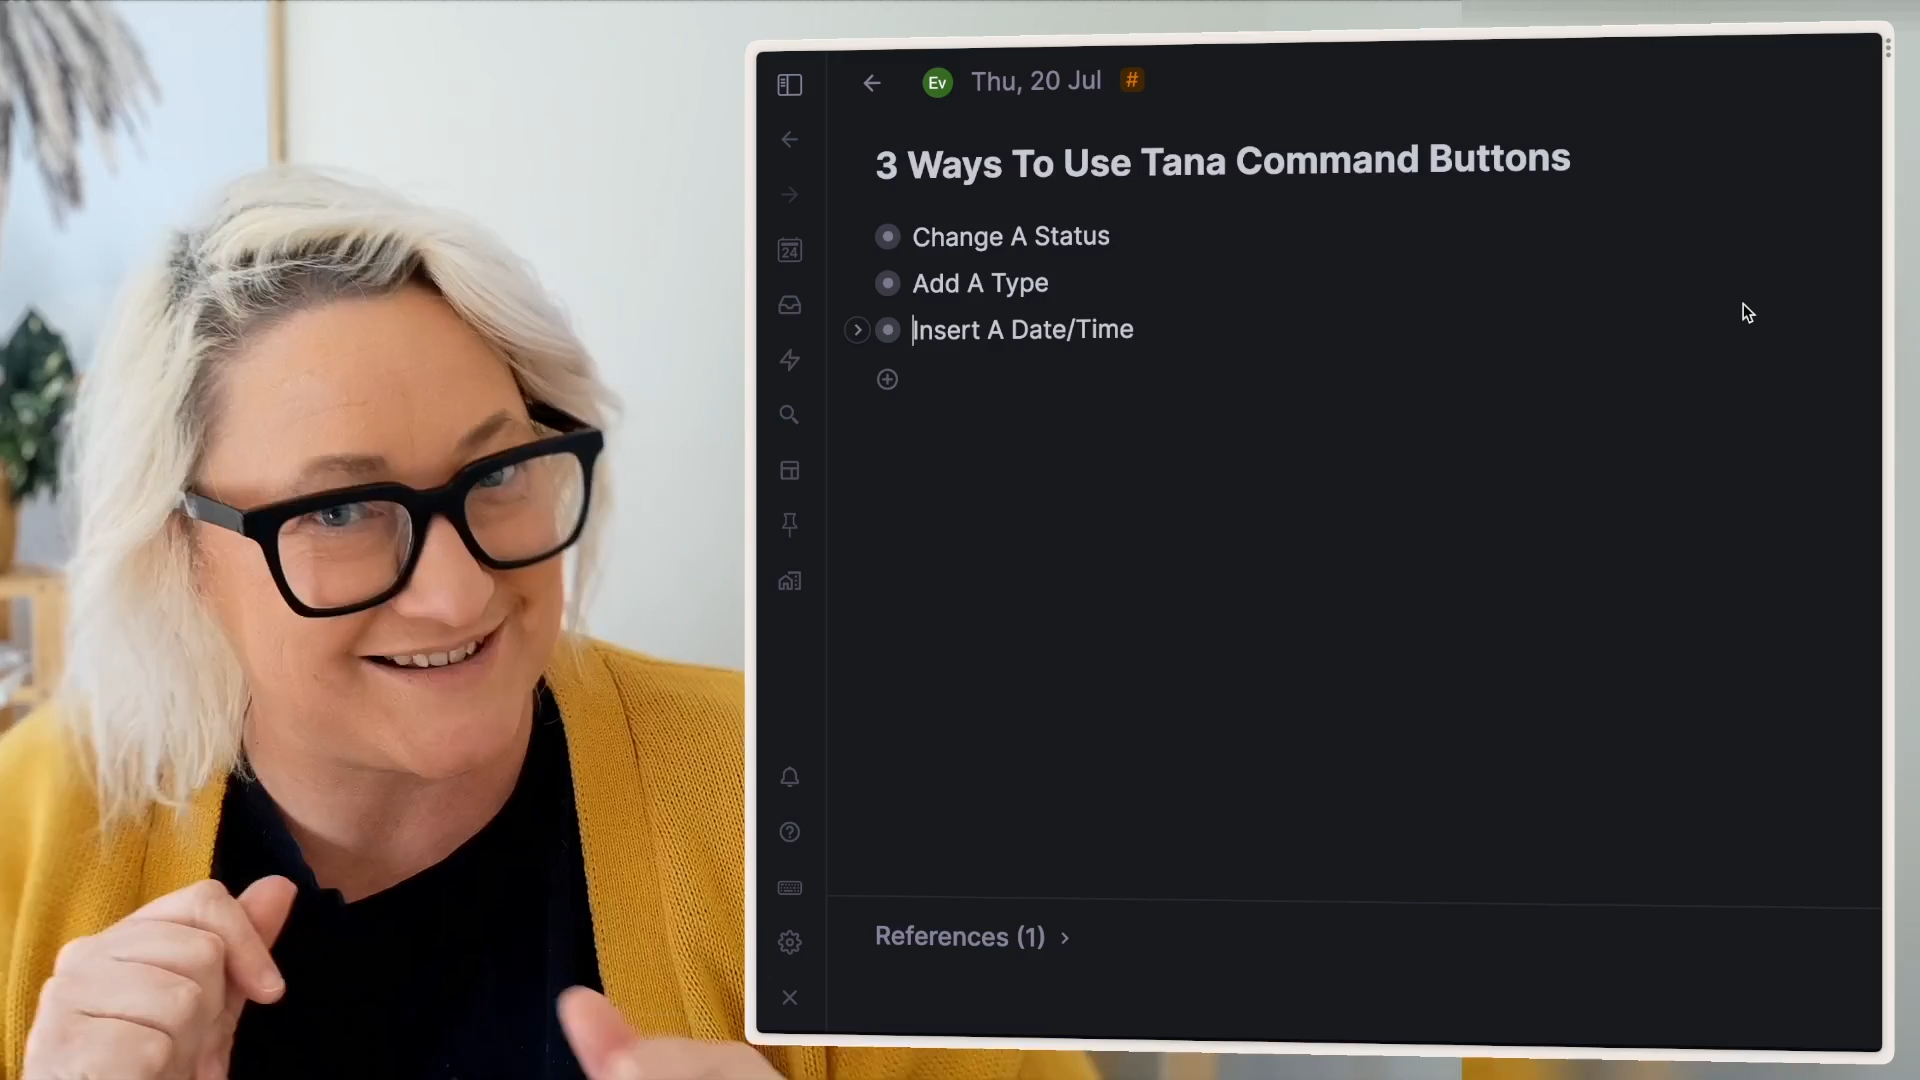 Ev Thu, 20 Jul #
3 Ways To Use Tana Command Buttons
Change A Status
Add A Type
Insert A Date/Time
24
References (1)